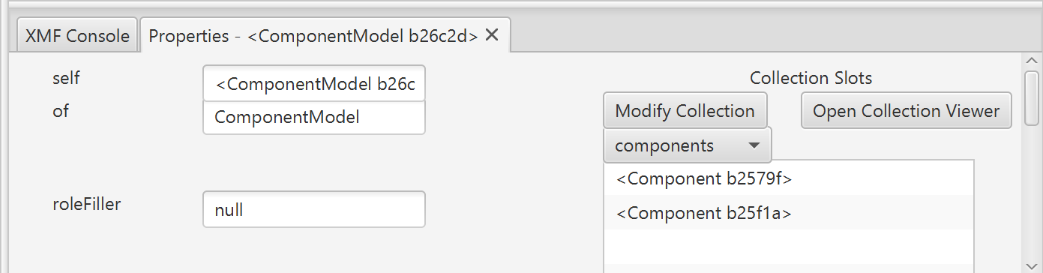 XMF Console
Properties - <ComponentModel b26c2d>
self
<ComponentModel b26c
of
ComponentModel
roleFiller
null
Collection Slots
Modify Collection
Open Collection Viewer
components
<Component b2579f>
<Component b25f1a>